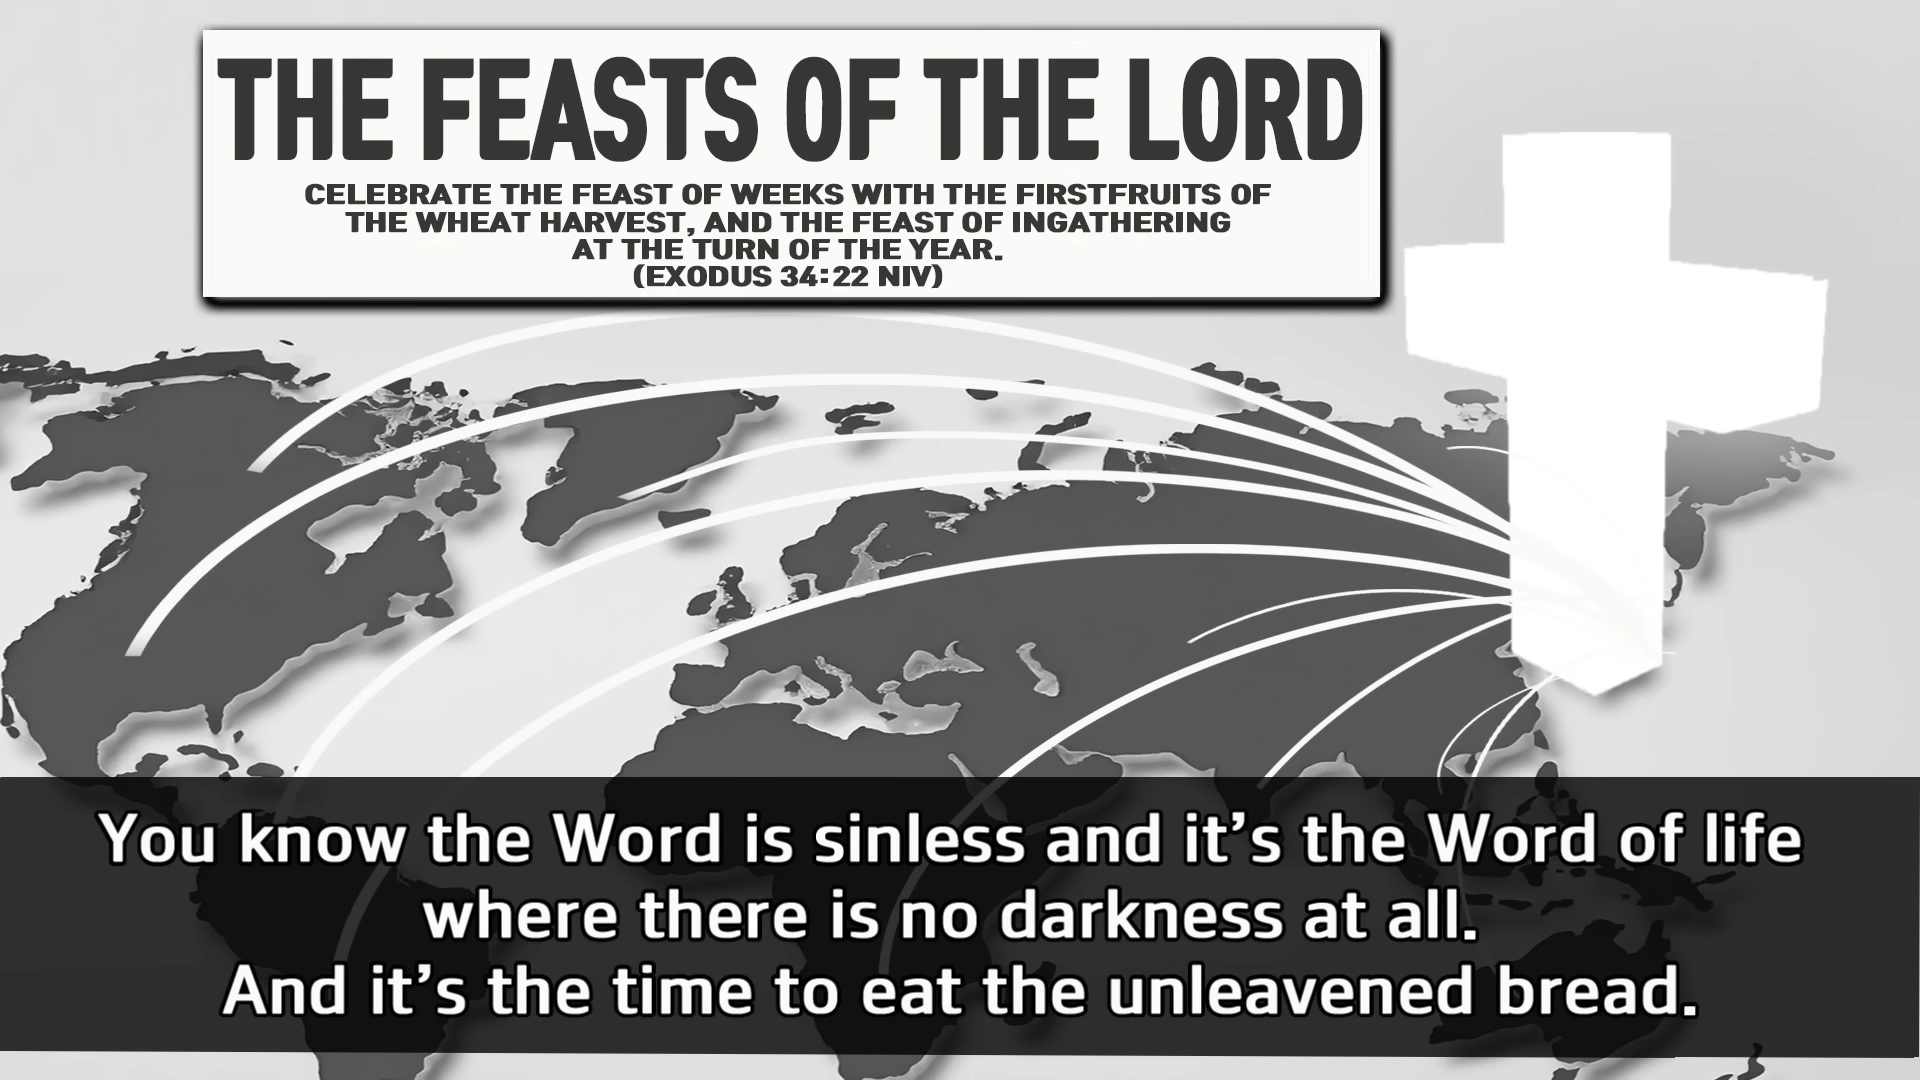 THE FEASTS OF THE LORD
CELEBRATE THE FEAST OF WEEKS WITH THE FIRSTFRUITS OF
THE WHEAT HARVEST, AND THE FEAST OF INGATHERING
AT THE TURN OF THE YEAR.
(EXODUS 34:22 NIV)
You know the Word is sinless and it’s the Word of life
where there is no darkness at all.
And it’s the time to eat the unleavened bread.